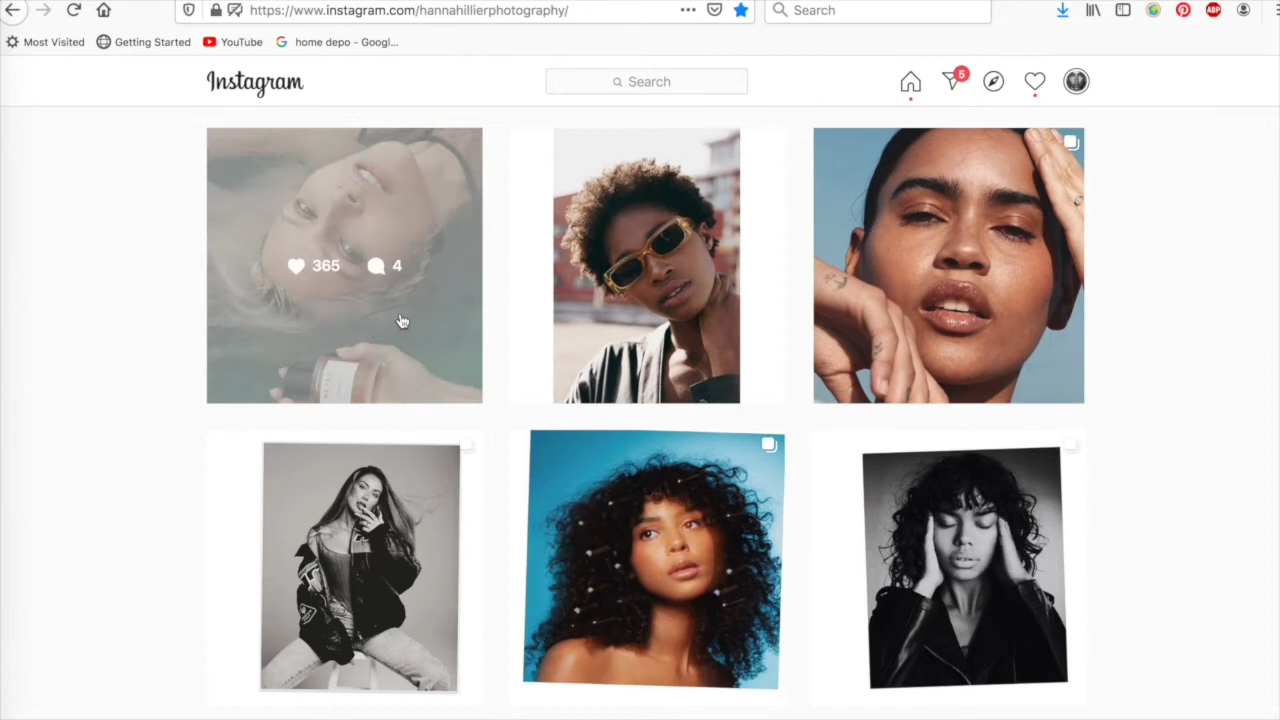 https://www.instagram.com/hannahillierphotography/
Search
ABP
Most Visited
Getting Started
YouTube
home depo - Googl...
Instagram
Search
5
365
4